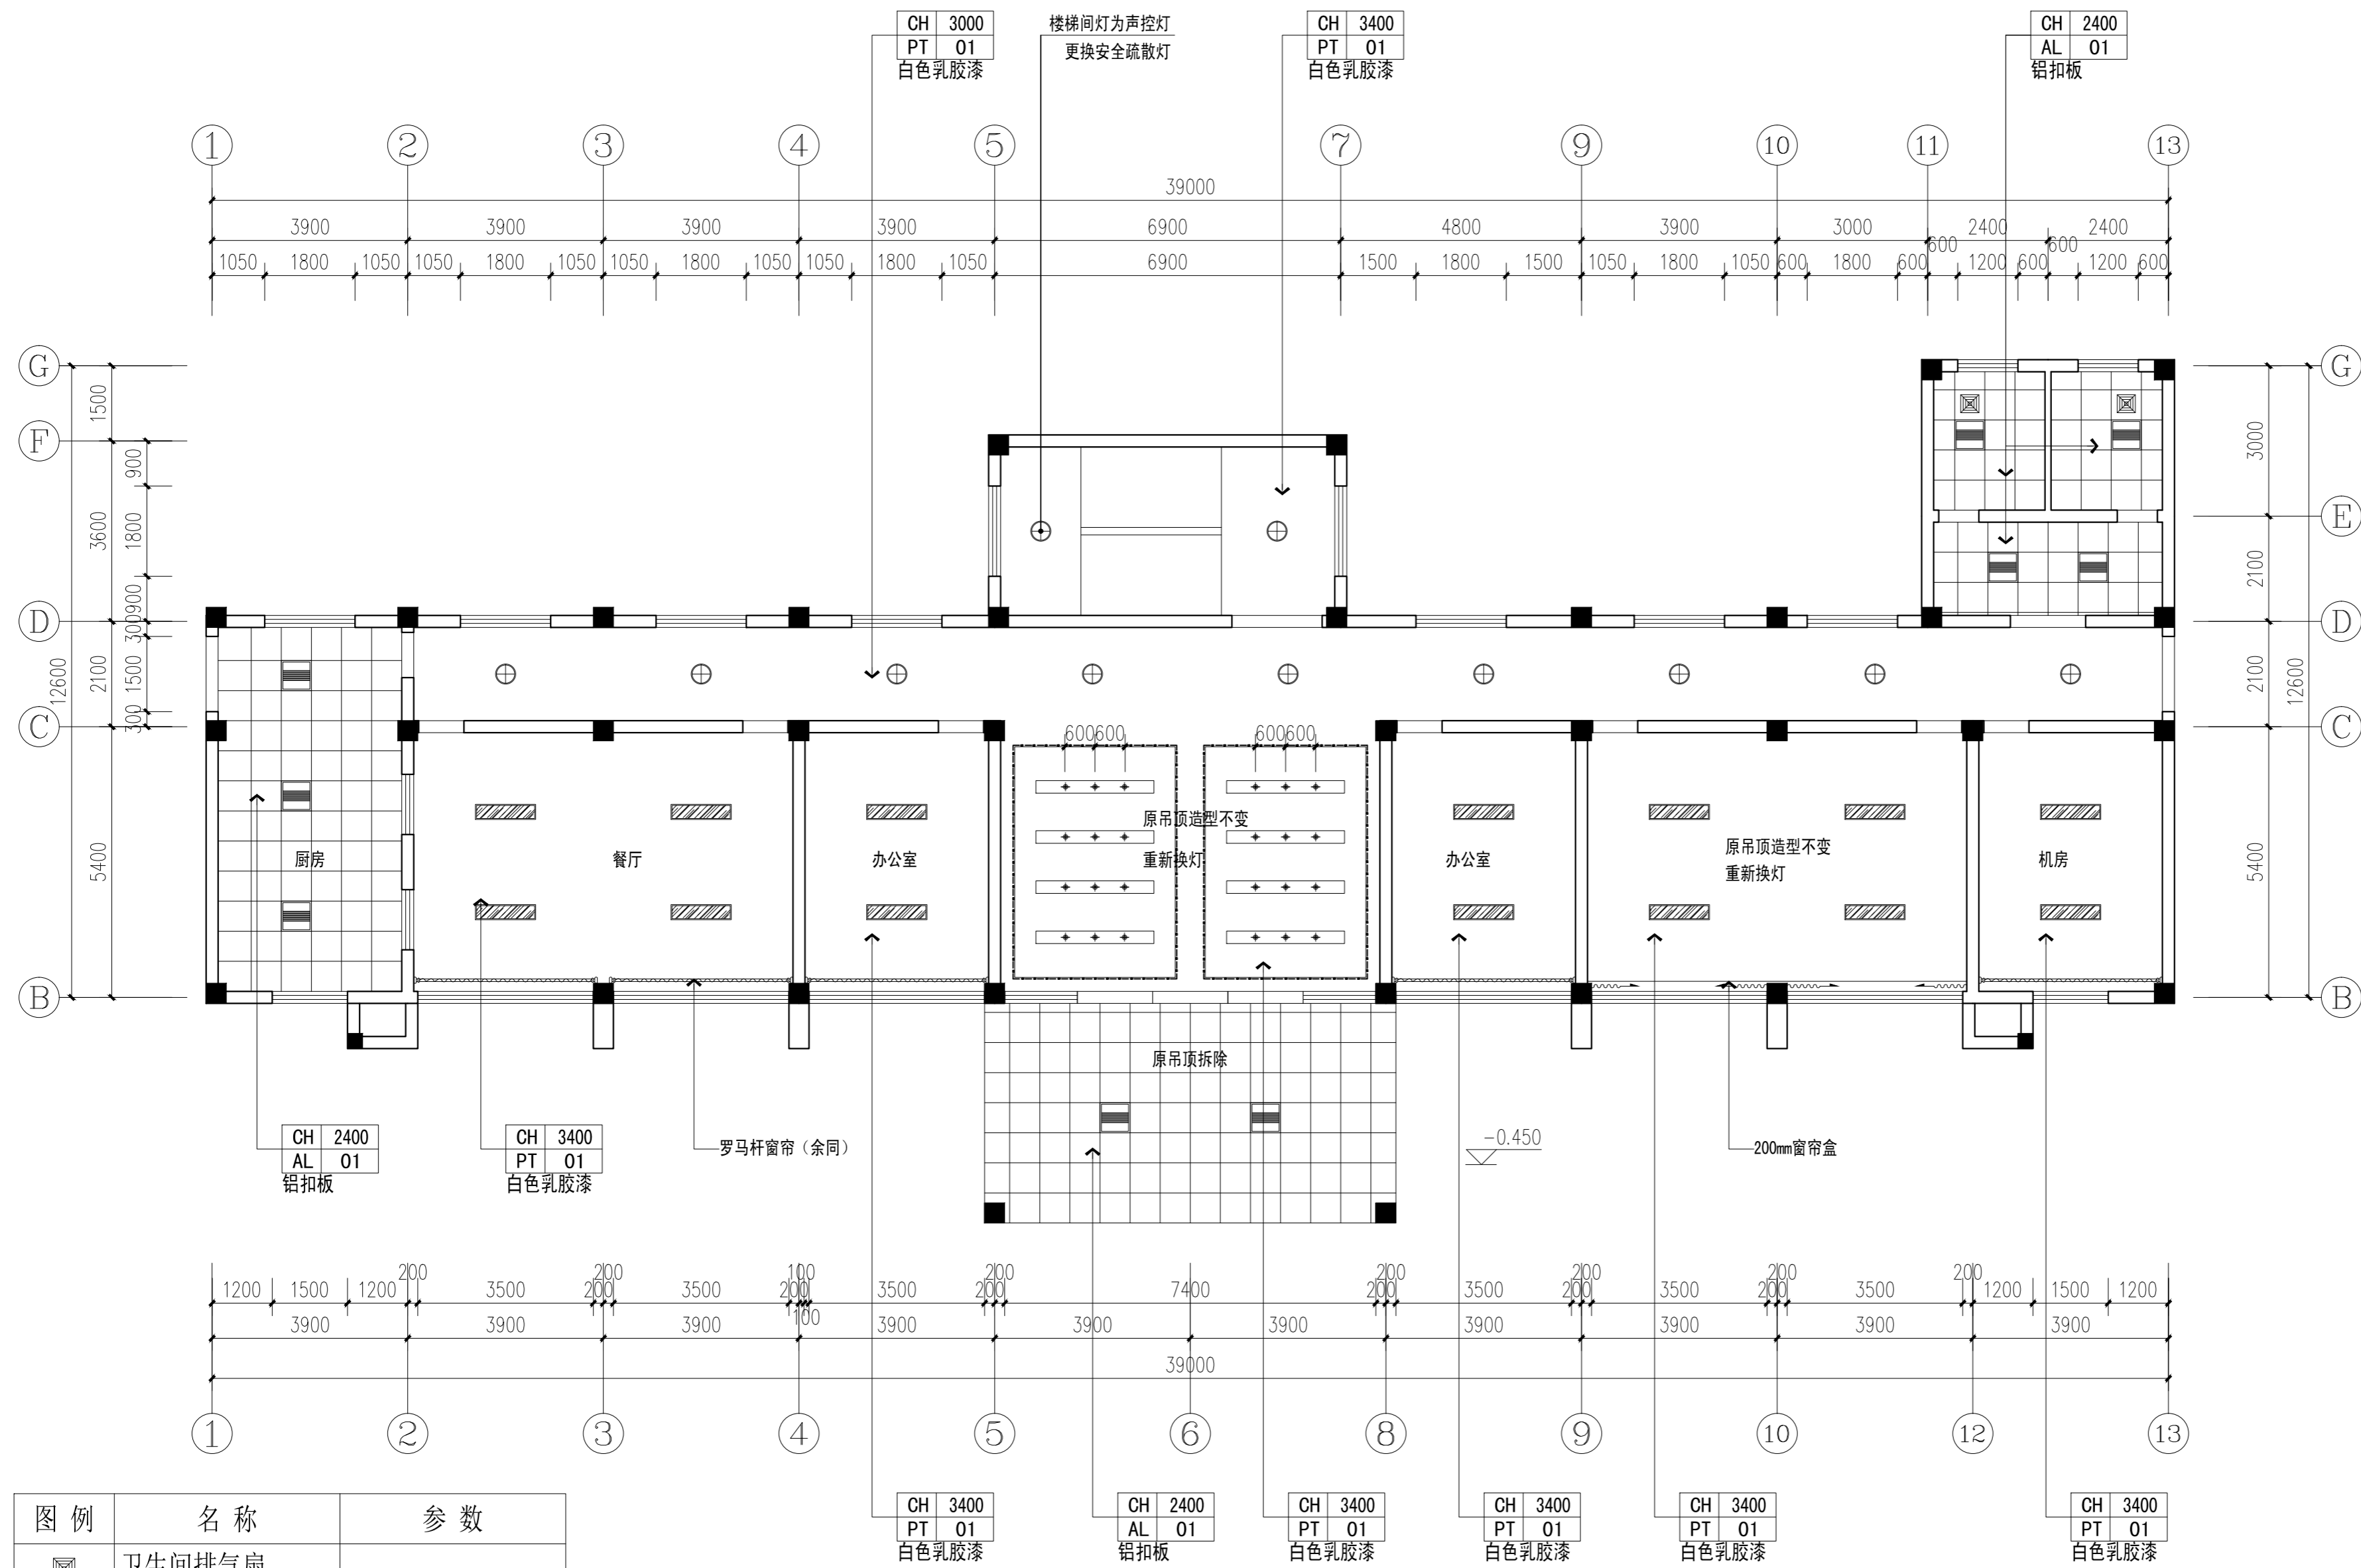 CH 3000
PT 01
白色乳胶漆
楼梯间灯为声控灯
更换安全疏散灯
CH 3400
PT 01
白色乳胶漆
CH 2400
AL 01
铝扣板
1 2 3 4 5 7 9 10 11 13
39000
3900 3900 3900 3900 6900 4800 3900 3000 2400 2400
600 600
1050 1800 1050 1050 1800 1050 1050 1800 1050 1050 1800 1050 6900 1500 1800 1500 1050 1800 1050 600 1800 600 1200 600 1200 600
G F D C B
12600
1500 3600 2100 5400
900 1800 900 300 1500 300
G E D C B
3000 2100 2100 5400
12600
600 600
600 600
厨房
餐厅
办公室
原吊顶造型不变
重新换灯
办公室
原吊顶造型不变
重新换灯
机房
原吊顶拆除
CH 2400
AL 01
铝扣板
CH 3400
PT 01
白色乳胶漆
罗马杆窗帘（余同）
-0.450
200mm窗帘盒
200 200 100 200 200 200 200 200
1200 1500 1200 3500 200 3500 200 3500 200 7400 200 3500 200 3500 200 3500 1200 1500 1200
100
3900 3900 3900 3900 3900 3900 3900 3900 3900 3900
39000
1 2 3 4 5 6 8 9 10 12 13
CH 3400
PT 01
白色乳胶漆
CH 2400
AL 01
铝扣板
CH 3400
PT 01
白色乳胶漆
CH 3400
PT 01
白色乳胶漆
CH 3400
PT 01
白色乳胶漆
CH 3400
PT 01
白色乳胶漆
图 例 名 称 参 数
卫生间排气扇